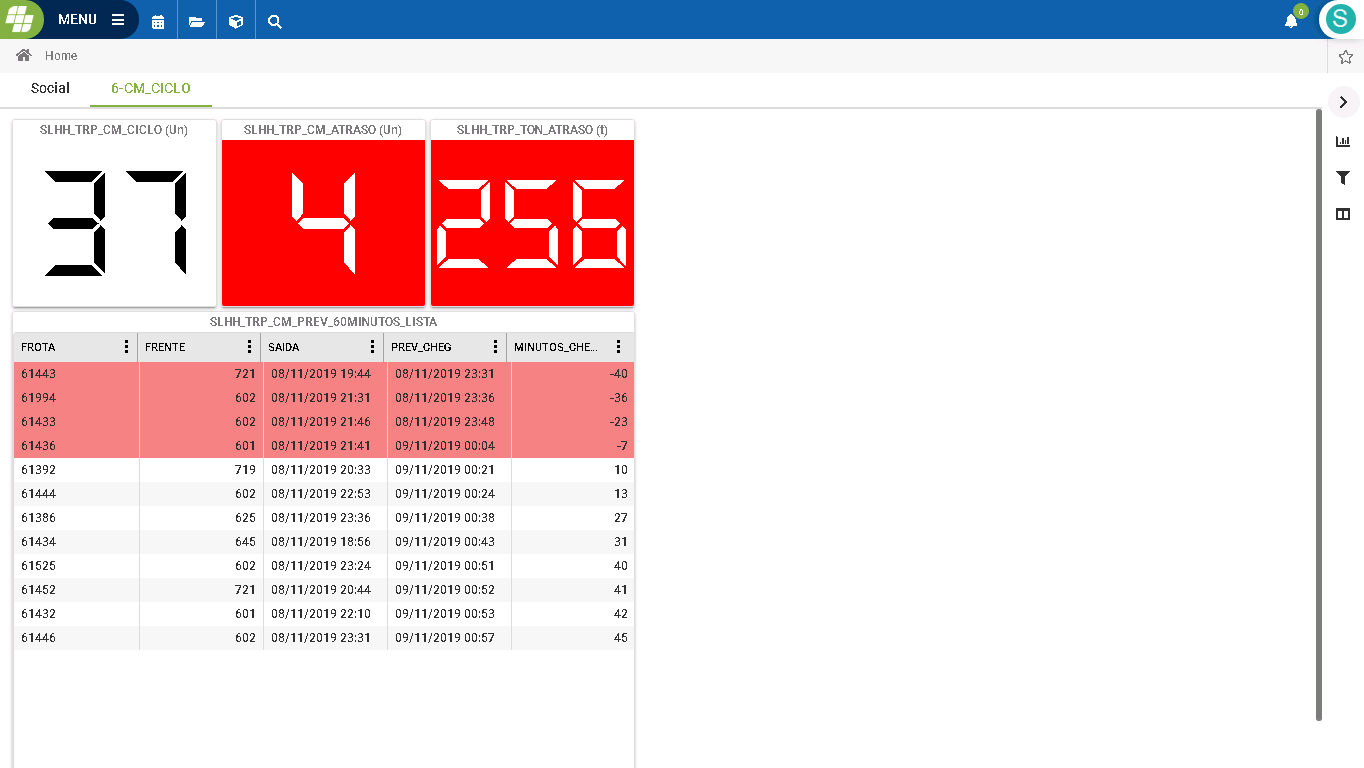 MENU
0
S
Home
Social 6-CM_CICLO
SLHH_TRP_CM_CICLO (Un) SLHH_TRP_CM_ATRASO (Un) SLHH_TRP_TON_ATRASO (t)
37 4 256
SLHH_TRP_CM_PREV_60MINUTOS_LISTA
FROTA FRENTE SAIDA PREV_CHEG MINUTOS_CHE...
61443 721 08/11/2019 19:44 08/11/2019 23:31 -40
61994 602 08/11/2019 21:31 08/11/2019 23:36 -36
61433 602 08/11/2019 21:46 08/11/2019 23:48 -23
61436 601 08/11/2019 21:41 09/11/2019 00:04 -7
61392 719 08/11/2019 20:33 09/11/2019 00:21 10
61444 602 08/11/2019 22:53 09/11/2019 00:24 13
61386 625 08/11/2019 23:36 09/11/2019 00:38 27
61434 645 08/11/2019 18:56 09/11/2019 00:43 31
61525 602 08/11/2019 23:24 09/11/2019 00:51 40
61452 721 08/11/2019 20:44 09/11/2019 00:52 41
61432 601 08/11/2019 22:10 09/11/2019 00:53 42
61446 602 08/11/2019 23:31 09/11/2019 00:57 45